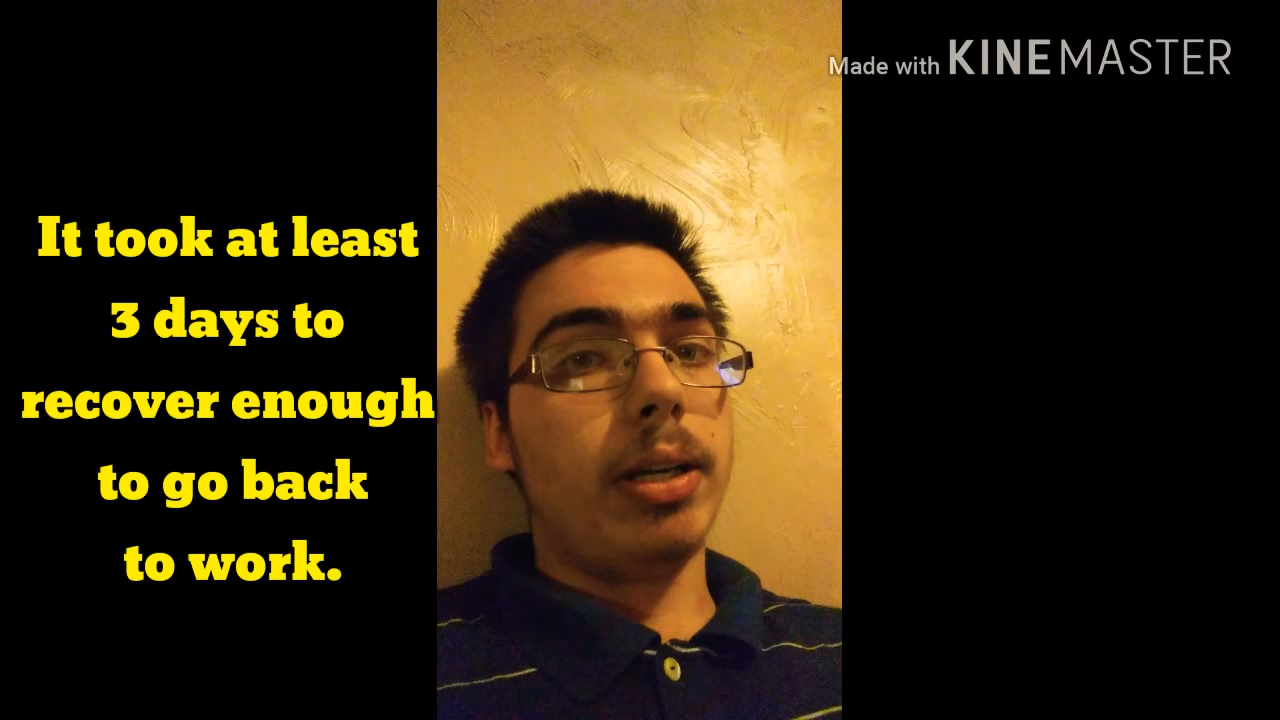 Made with KINEMASTER
It took at least
3 days to
recover enough
to go back
to work.